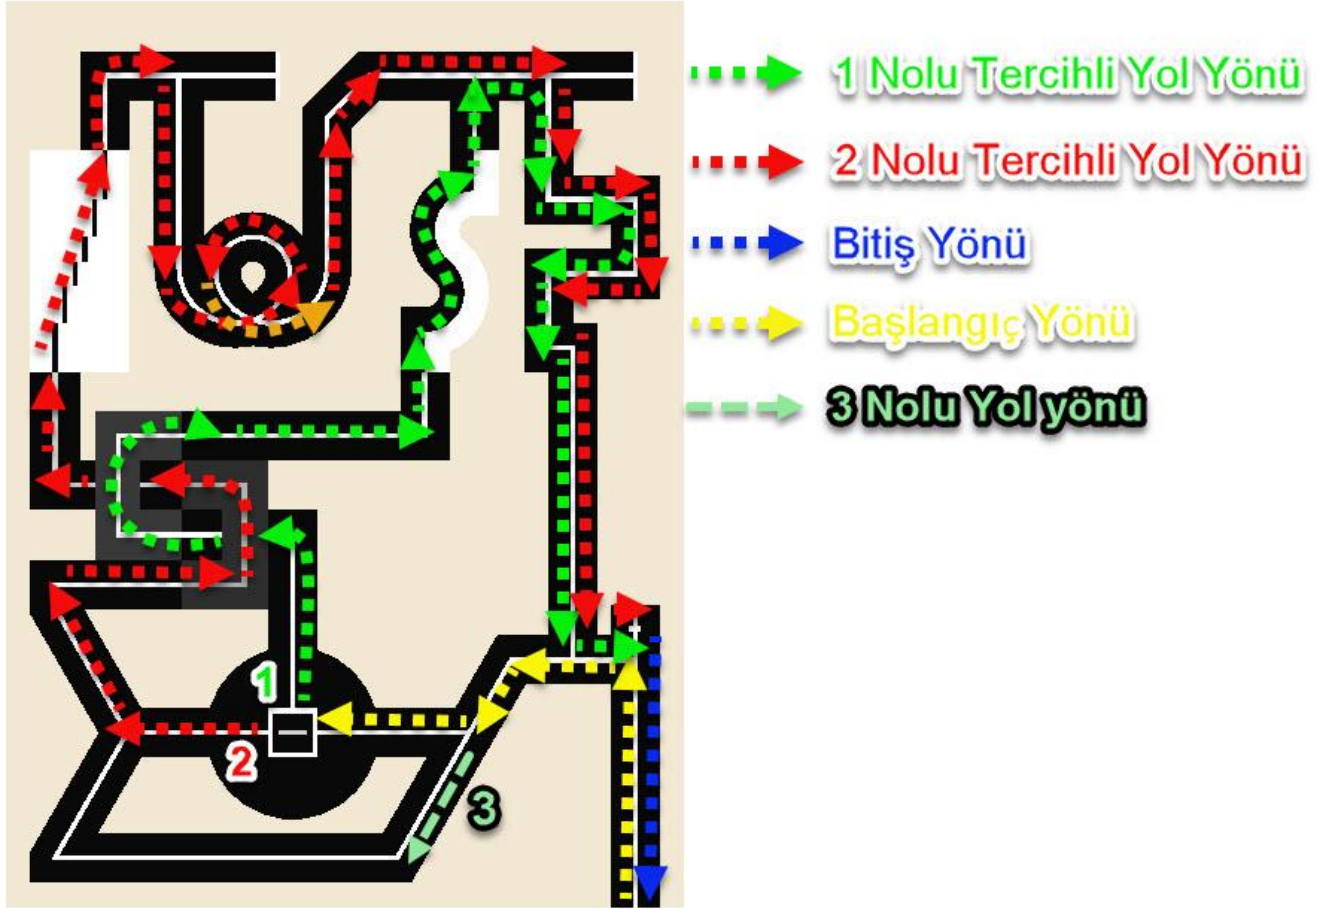 1 Nolu Tercihli Yol Yönü
2 Nolu Tercihli Yol Yönü
Bitiş Yönü
Başlangıç Yönü
3 Nolu Yol yönü
1
2
3